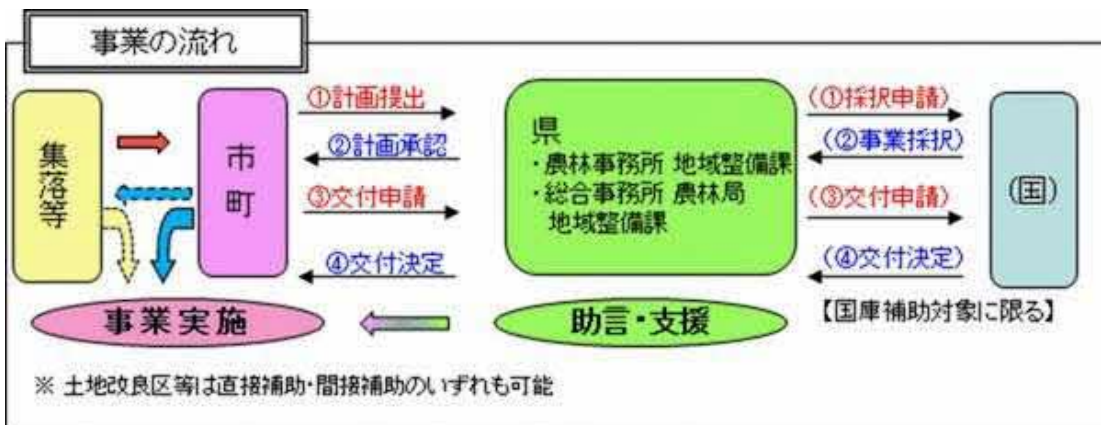 事業の流れ
集落等
市町
①計画提出
②計画承認
③交付申請
④交付決定
県
・農林事務所 地域整備課
・総合事務所 農林局
地域整備課
(①採択申請)
(②事業採択)
(③交付申請)
(④交付決定)
(国)
【国庫補助対象に限る】
事業実施
助言・支援
※ 土地改良区等は直接補助・間接補助のいずれも可能